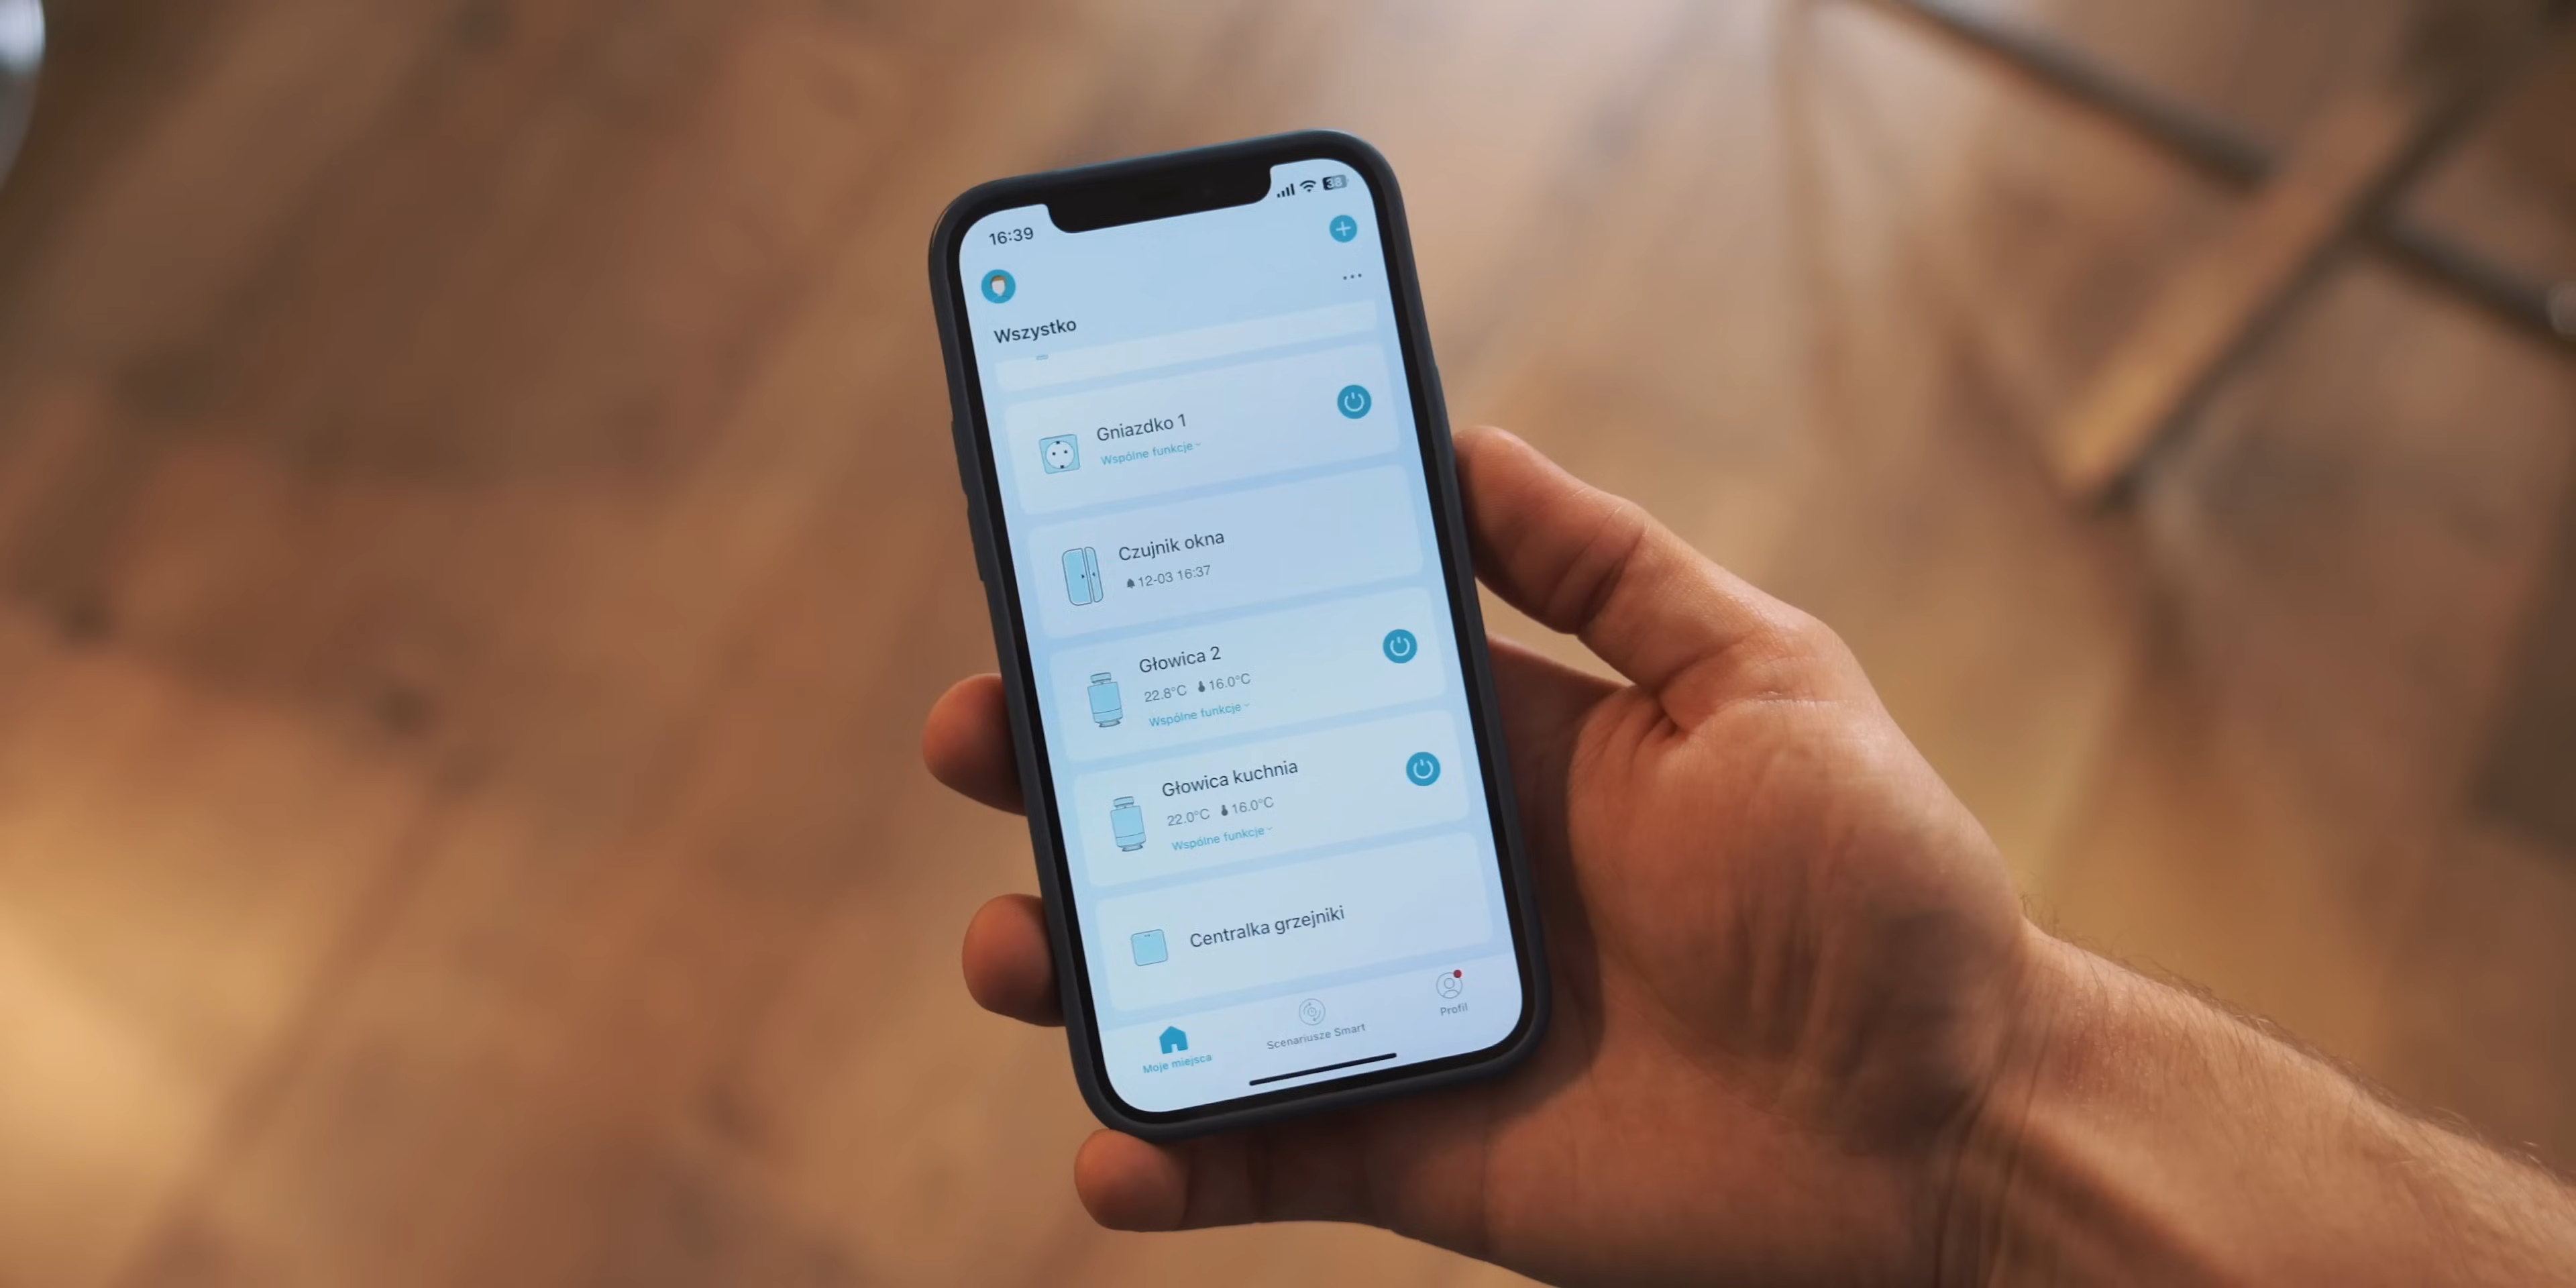 16:39
38
Wszystko
Gniazdko 1
Wspólne funkcje
Czujnik okna
12-03 16:37
Głowica 2
22.8°C 16.0°C
Wspólne funkcje
Głowica kuchnia
22.0°C 16.0°C
Wspólne funkcje
Centralka grzejniki
Moje miejsca
Scenariusze Smart
Profil